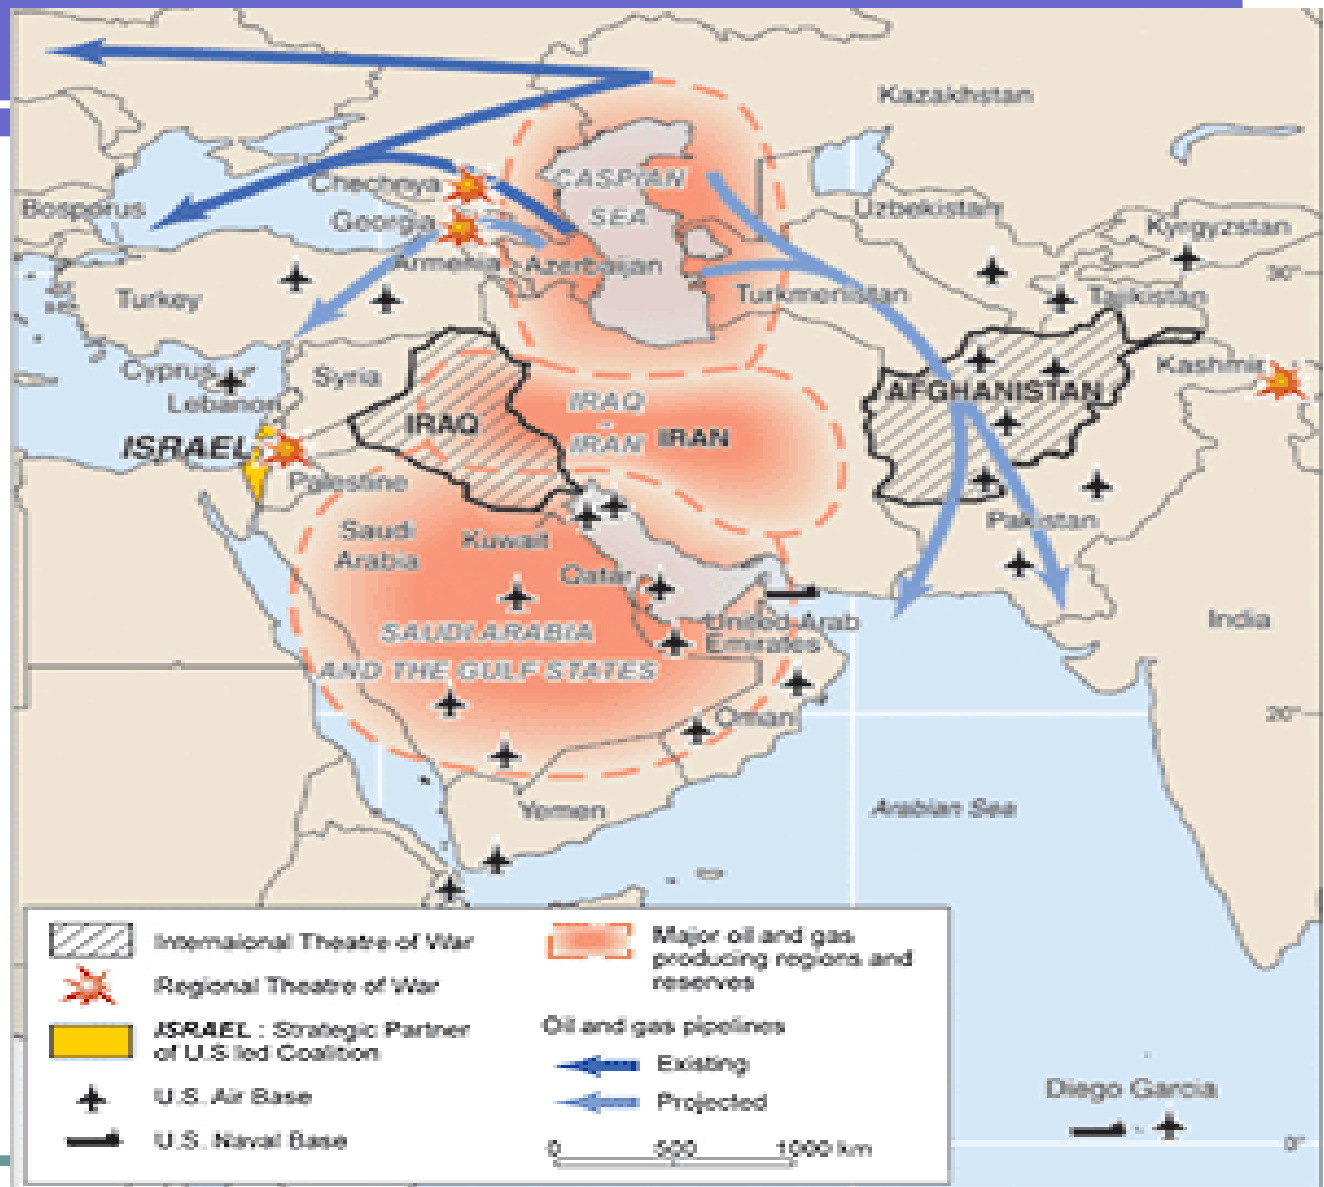 Kazakhstan
CASPIAN
SEA
Chechnya
Bosporus
Georgia
Uzbekistan
Kyrgyzstan
Armenia
Azerbaijan
30°
Turkey
Turkmenistan
Tajikistan
Cyprus
Syria
Kashmir
Lebanon
AFGHANISTAN
IRAQ
IRAQ
-
IRAN
IRAN
ISRAEL
Palestine
Saudi
Arabia
Kuwait
Pakistan
Qatar
India
SAUDI ARABIA
AND THE GULF STATES
United Arab
Emirates
Oman
20°
Yemen
Arabian Sea
Internaional Theatre of War
Regional Theatre of War
ISRAEL : Strategic Partner
of U.S led Coalition
U.S. Air Base
U.S. Naval Base
Major oil and gas
producing regions and
reserves
Oil and gas pipelines
Existing
Projected
0 500 1000 km
Diego Garcia
0°